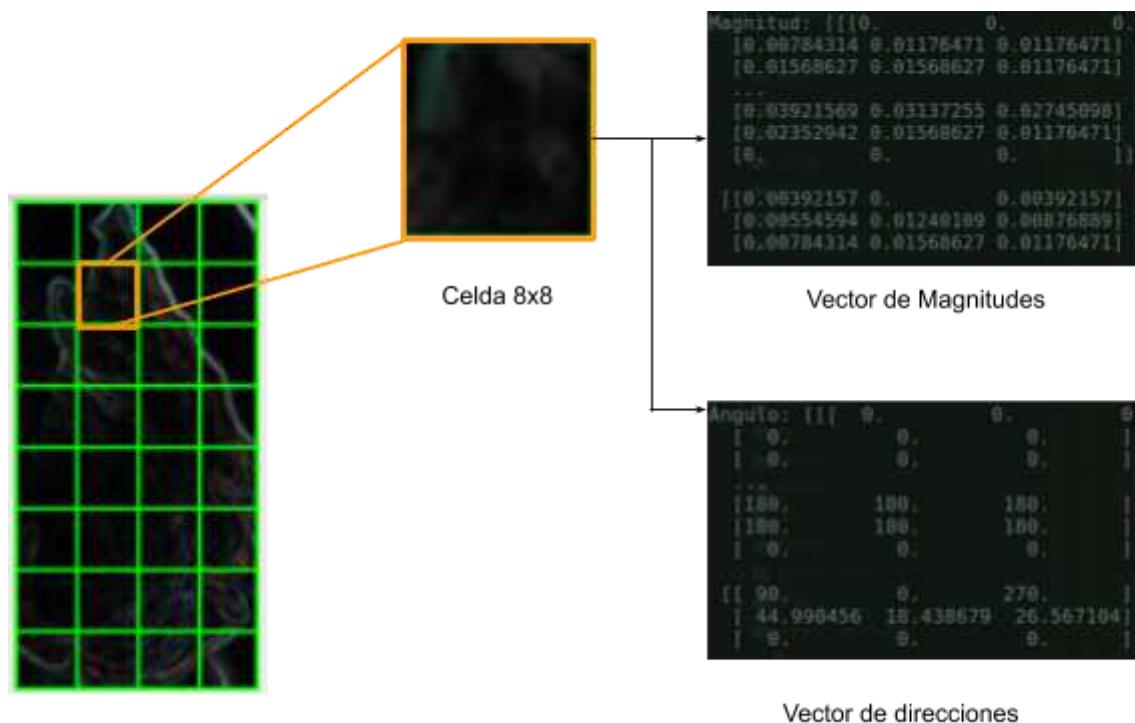 Magnitud: [[[0. 0. 0.
[0.00784314 0.01176471 0.01176471]
[0.01568627 0.01568627 0.01176471]
...
[0.03921569 0.03137255 0.02745098]
[0.02352942 0.01568627 0.01176471]
[0. 0. 0. ]]
[[0.00392157 0. 0.00392157]
[0.00554594 0.01240109 0.00876889]
[0.00784314 0.01568627 0.01176471]
Celda 8x8
Vector de Magnitudes
Angulo: [[[ 0. 0. 0
[ 0. 0. 0. ]
[ 0. 0. 0. ]
...
[180. 180. 180. ]
[180. 180. 180. ]
[ 0. 0. 0. ]
[[ 90. 0. 270. ]
[ 44.990456 18.438679 26.567104]
[ 0. 0. 0. ]
Vector de direcciones